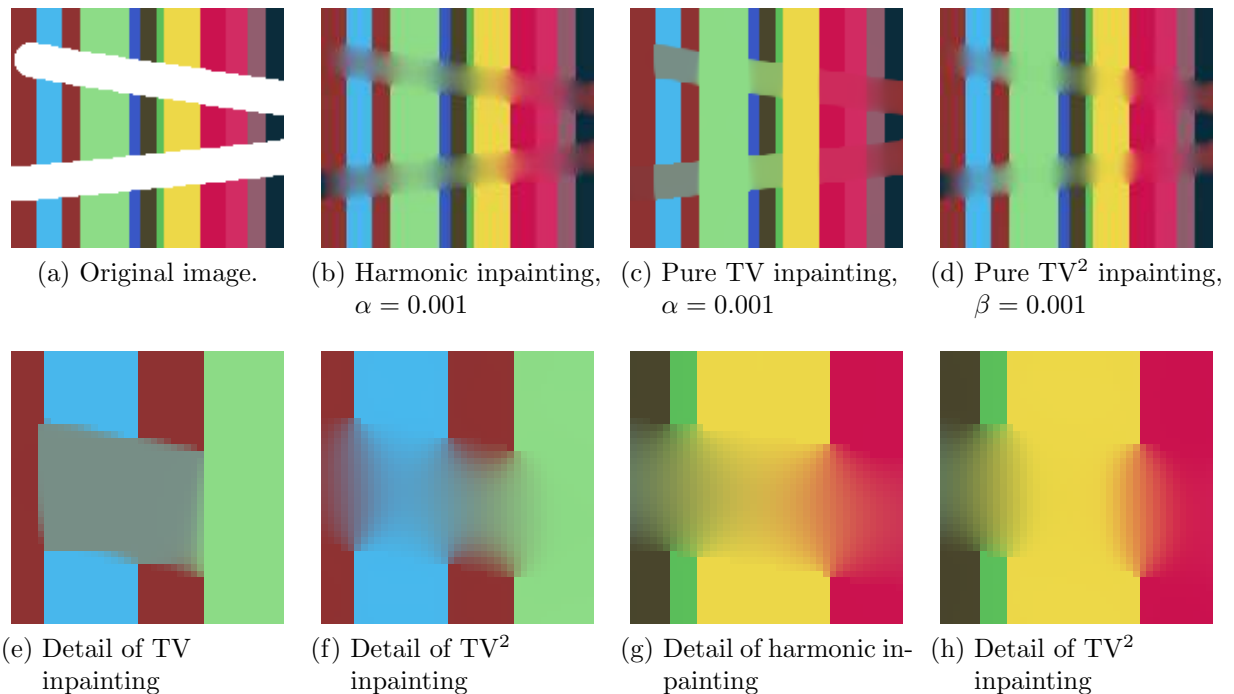 (a) Original image.
(b) Harmonic inpainting,
α = 0.001
(c) Pure TV inpainting,
α = 0.001
(d) Pure TV² inpainting,
β = 0.001
(e) Detail of TV
inpainting
(f) Detail of TV²
inpainting
(g) Detail of harmonic in-
painting
(h) Detail of TV²
inpainting